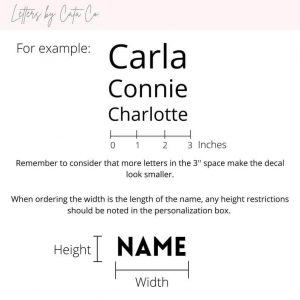 Letters by Cata Co.
For example:
Carla
Connie
Charlotte
0 1 2 3 Inches
Remember to consider that more letters in the 3" space make the decal
look smaller.
When ordering the width is the length of the name, any height restrictions
should be noted in the personalization box.
Height NAME
Width